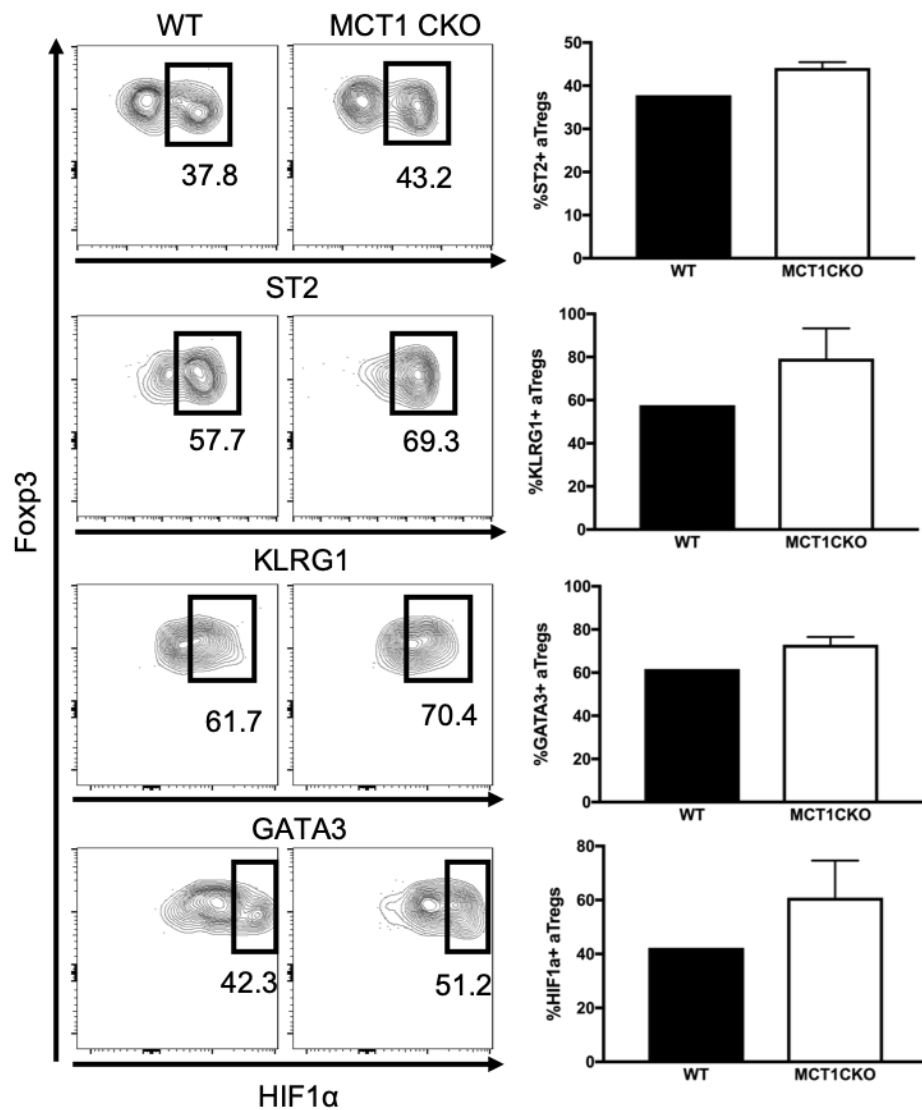 WT MCT1 CKO
37.8 43.2
ST2
57.7 69.3
KLRG1
61.7 70.4
GATA3
42.3 51.2
HIF1α
Foxp3
50
40
30
20
10
0
%ST2+ aTregs
WT MCT1CKO
100
80
60
40
20
0
%KLRG1+ aTregs
WT MCT1CKO
100
80
60
40
20
0
%GATA3+ aTregs
WT MCT1CKO
80
60
40
20
0
%HIF1a+ aTregs
WT MCT1CKO